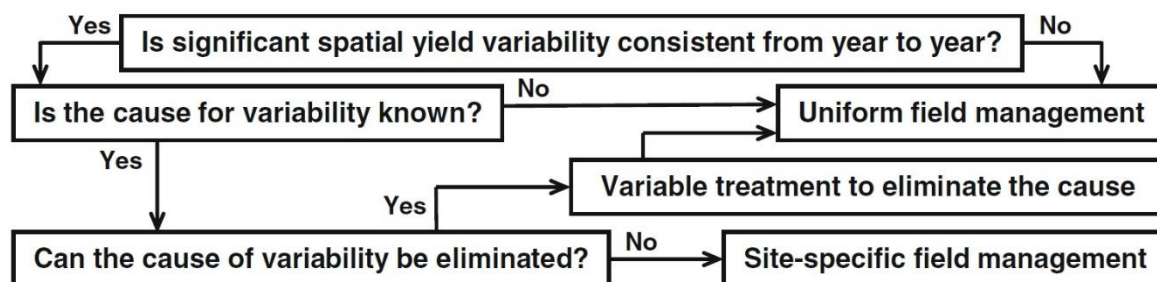 Yes
Is significant spatial yield variability consistent from year to year?
No
Is the cause for variability known?
No
Uniform field management
Yes
Variable treatment to eliminate the cause
Yes
Can the cause of variability be eliminated?
No
Site-specific field management